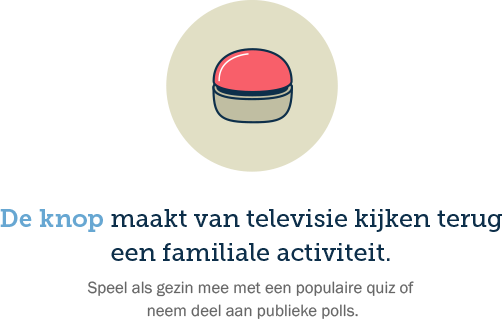 De knop maakt van televisie kijken terug
een familiale activiteit.
Speel als gezin mee met een populaire quiz of
neem deel aan publieke polls.